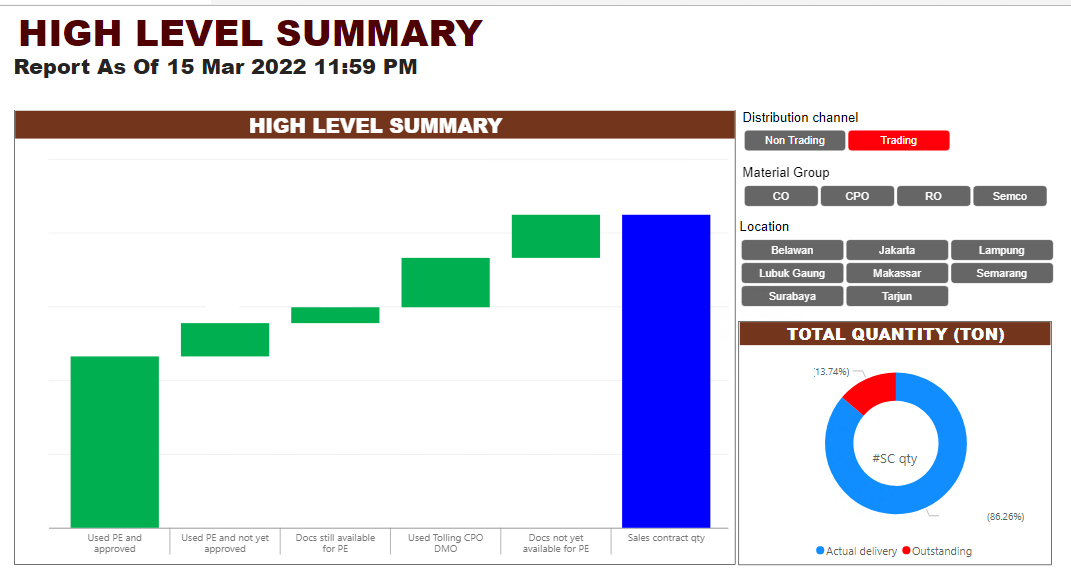 HIGH LEVEL SUMMARY
Report As Of 15 Mar 2022 11:59 PM
HIGH LEVEL SUMMARY
Used PE and
approved
Used PE and not yet
approved
Docs still available
for PE
Used Tolling CPO
DMO
Docs not yet
available for PE
Sales contract qty
Distribution channel
Non Trading Trading
Material Group
CO CPO RO Semco
Location
Belawan Jakarta Lampung
Lubuk Gaung Makassar Semarang
Surabaya Tarjun
TOTAL QUANTITY (TON)
(13.74%)
#SC qty
(86.26%)
Actual delivery Outstanding